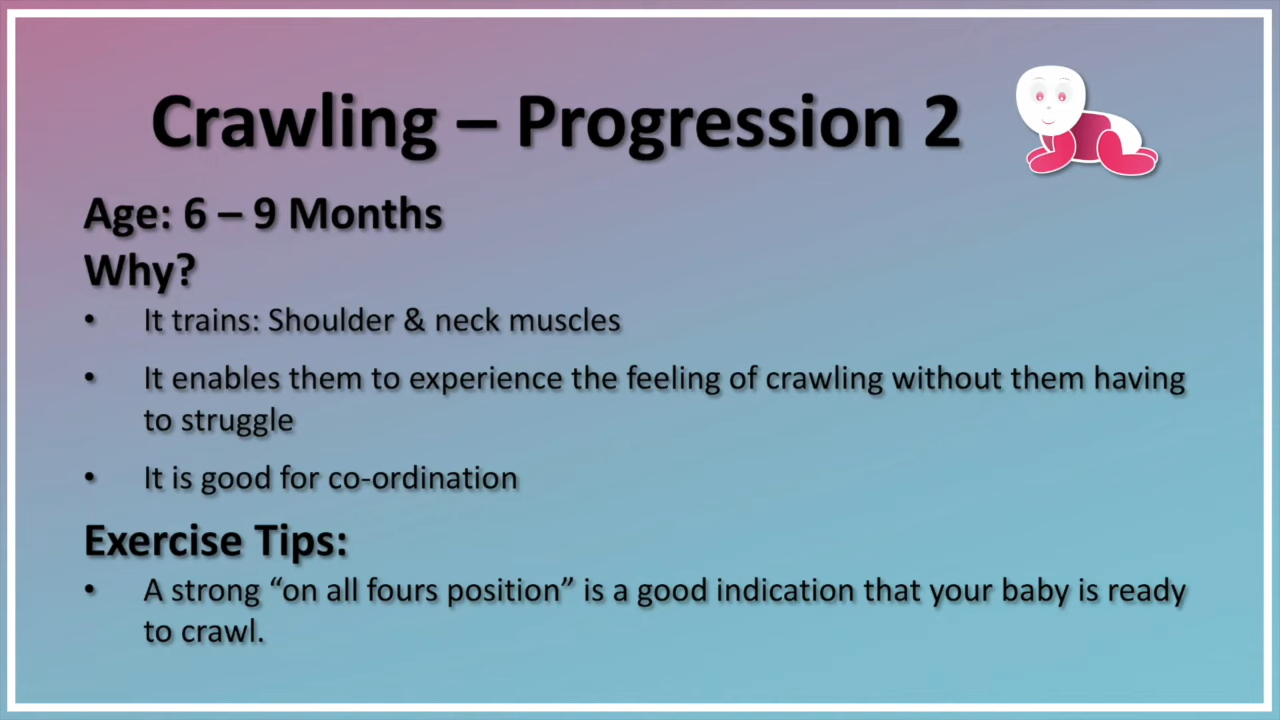 Crawling – Progression 2
Age: 6 – 9 Months
Why?
• It trains: Shoulder & neck muscles
• It enables them to experience the feeling of crawling without them having
to struggle
• It is good for co-ordination
Exercise Tips:
• A strong “on all fours position” is a good indication that your baby is ready
to crawl.